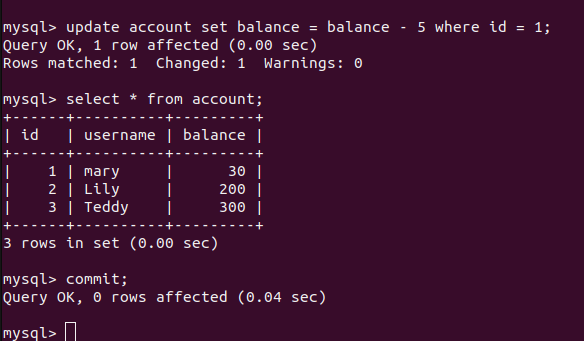 mysql> update account set balance = balance - 5 where id = 1;
Query OK, 1 row affected (0.00 sec)
Rows matched: 1  Changed: 1  Warnings: 0

mysql> select * from account;
+------+----------+---------+
| id   | username | balance |
+------+----------+---------+
|    1 | mary     |      30 |
|    2 | Lily     |     200 |
|    3 | Teddy    |     300 |
+------+----------+---------+
3 rows in set (0.00 sec)

mysql> commit;
Query OK, 0 rows affected (0.04 sec)

mysql>